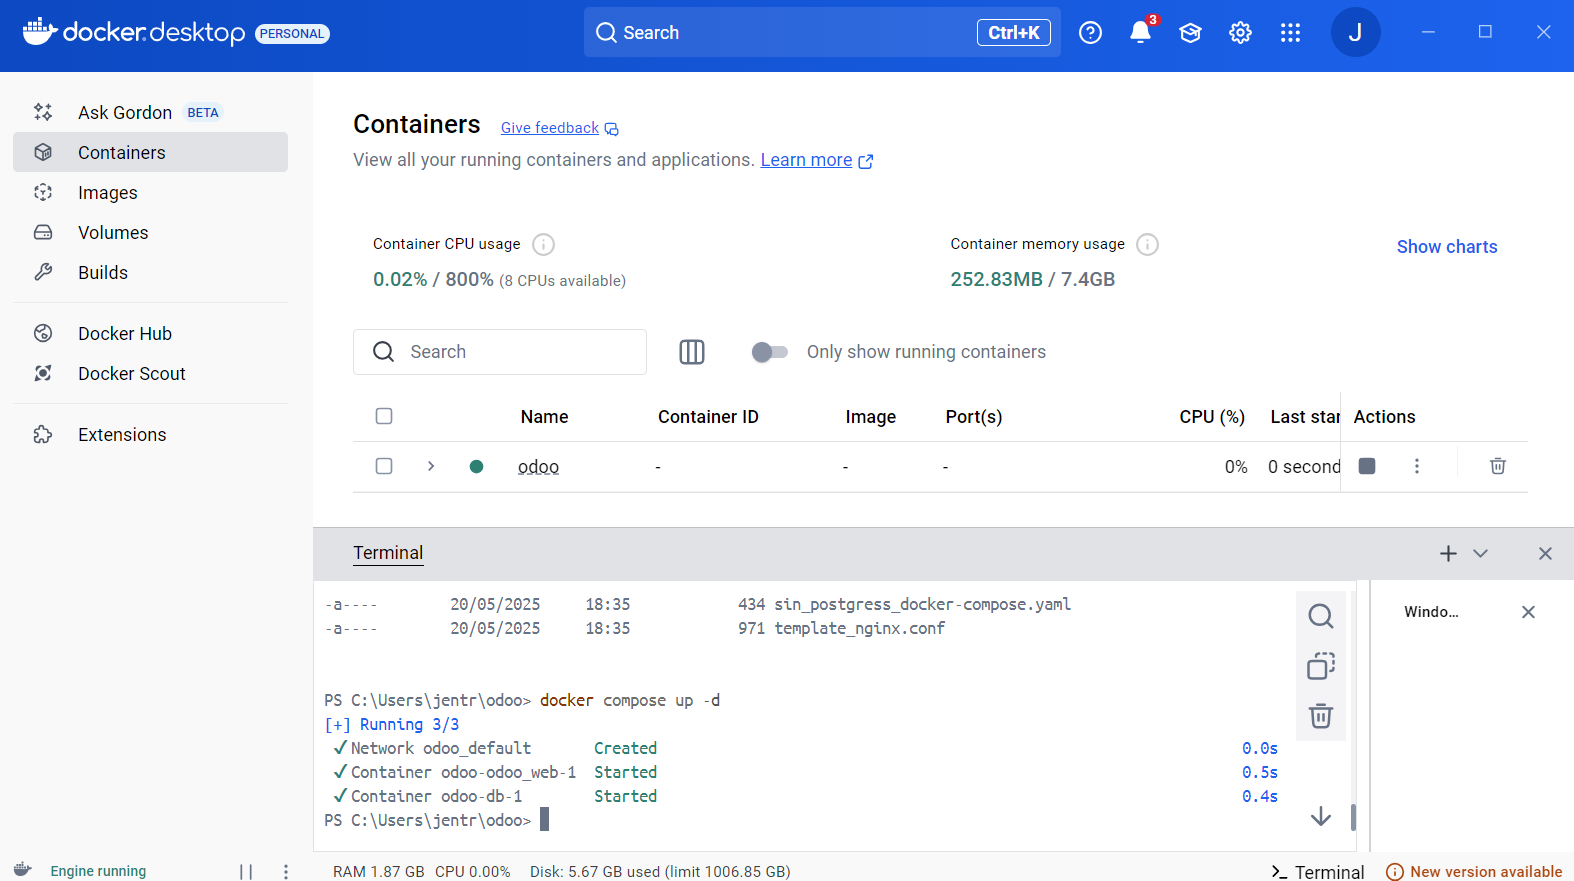 docker.desktop PERSONAL Search Ctrl+K 3 J
Ask Gordon BETA
Containers
Images
Volumes
Builds
Docker Hub
Docker Scout
Extensions
Containers Give feedback
View all your running containers and applications. Learn more
Container CPU usage
0.02% / 800% (8 CPUs available)
Container memory usage
252.83MB / 7.4GB
Show charts
Search Only show running containers
Name Container ID Image Port(s) CPU (%) Last star Actions
odoo - - - 0% 0 second
Terminal
-a---- 20/05/2025 18:35 434 sin_postgress_docker-compose.yaml
-a---- 20/05/2025 18:35 971 template_nginx.conf
PS C:\Users\jentr\odoo> docker compose up -d
[+] Running 3/3
✓Network odoo_default Created 0.0s
✓Container odoo-odoo_web-1 Started 0.5s
✓Container odoo-db-1 Started 0.4s
PS C:\Users\jentr\odoo>
Windo...
Engine running RAM 1.87 GB CPU 0.00% Disk: 5.67 GB used (limit 1006.85 GB) Terminal New version available